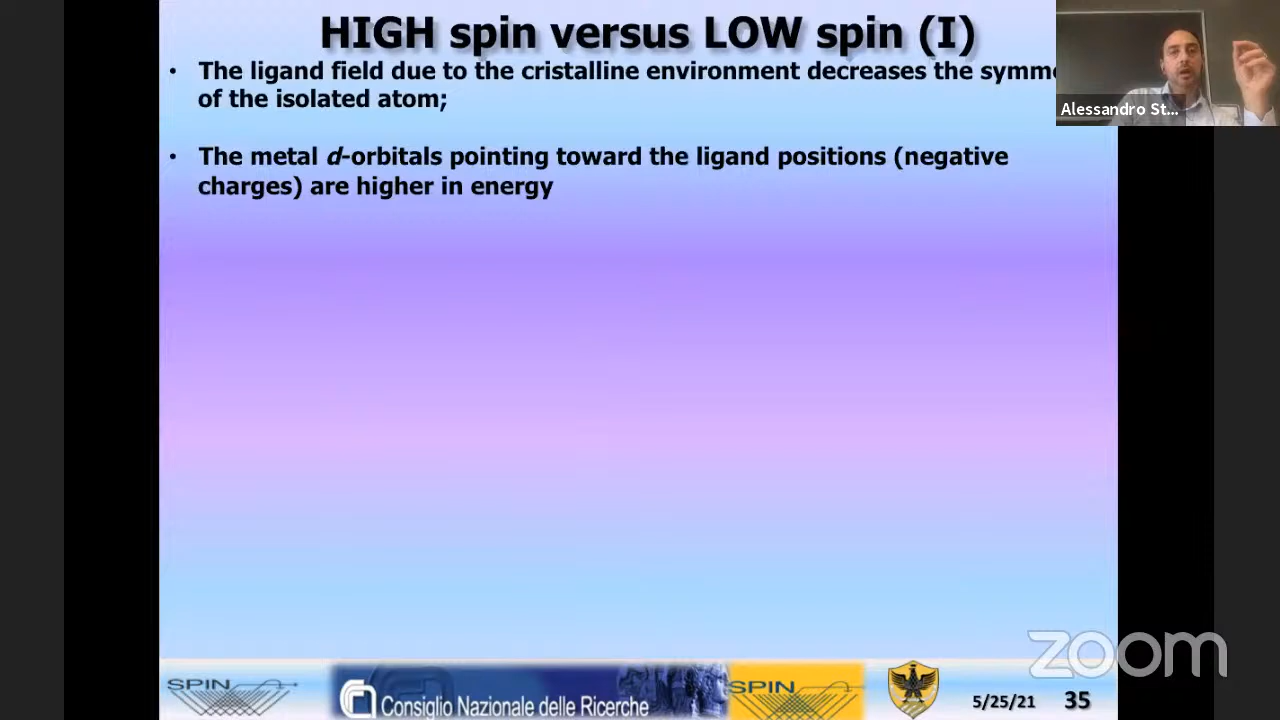 HIGH spin versus LOW spin (I)
• The ligand field due to the cristalline environment decreases the
of the isolated atom;
• The metal d-orbitals pointing toward the ligand positions (negative
charges) are higher in energy
Alessandro St...
zoom
SPIN
Consiglio Nazionale delle Ricerche
SPIN
5/25/21
35